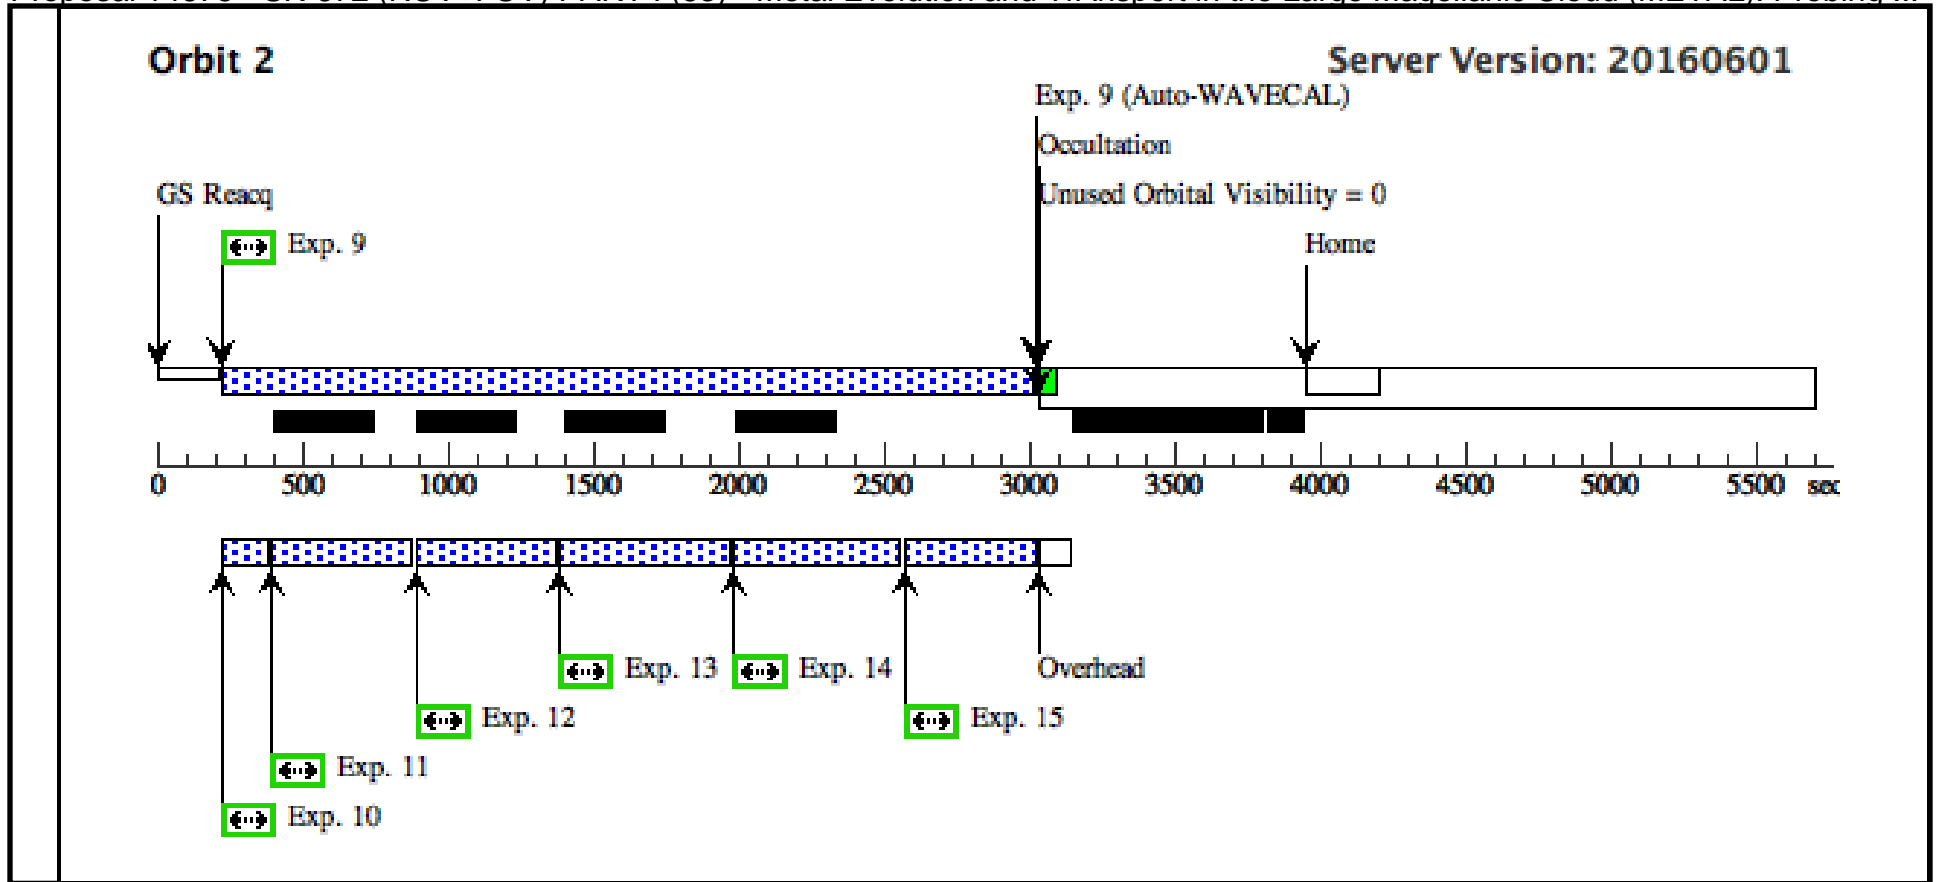 Orbit 2
Server Version: 20160601
Exp. 9 (Auto-WAVECAL)
Occultation
Unused Orbital Visibility = 0
GS Reacq
Exp. 9
Home
0 500 1000 1500 2000 2500 3000 3500 4000 4500 5000 5500 sec
Exp. 13
Exp. 14
Overhead
Exp. 12
Exp. 15
Exp. 11
Exp. 10